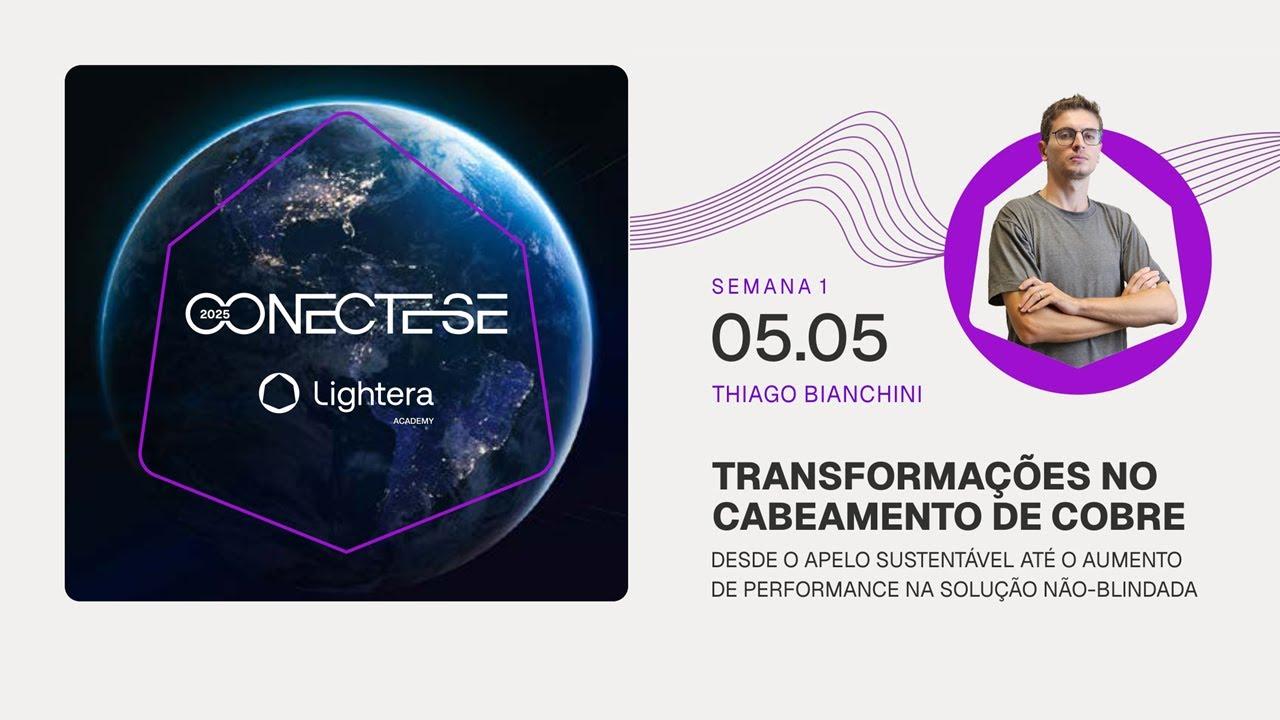 2025
CONECTE-SE
Lightera
ACADEMY
SEMANA 1
05.05
THIAGO BIANCHINI
TRANSFORMAÇÕES NO
CABEAMENTO DE COBRE
DESDE O APELO SUSTENTÁVEL ATÉ O AUMENTO
DE PERFORMANCE NA SOLUÇÃO NÃO-BLINDADA